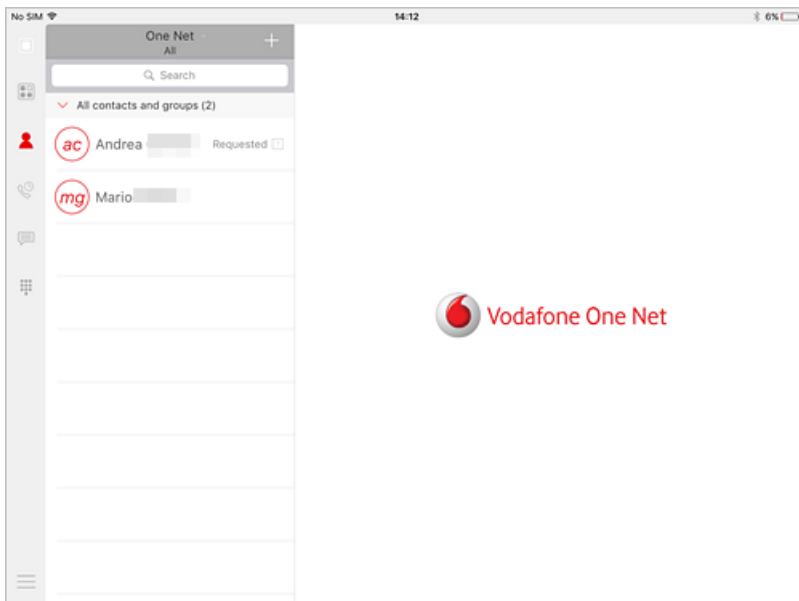 No SIM 14:12 6%
One Net
All
Search
All contacts and groups (2)
ac Andrea Requested
mg Mario
Vodafone One Net